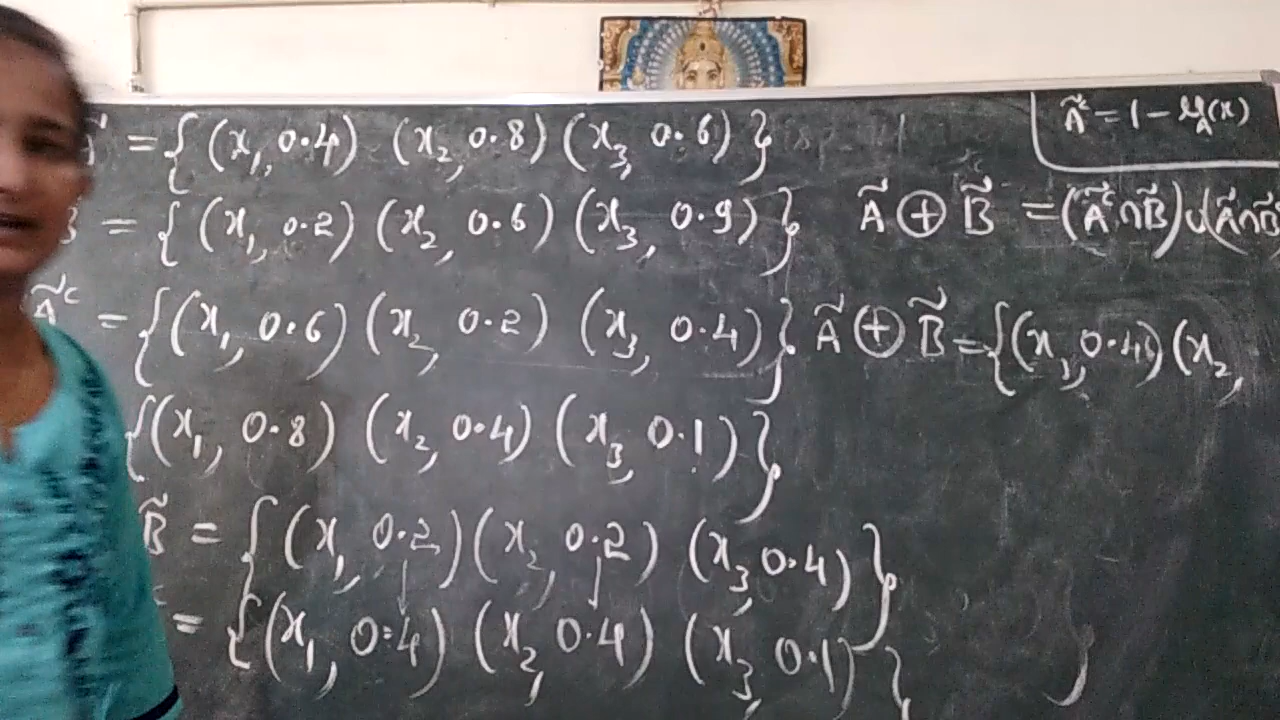 = {(x₁, 0.4) (x₂, 0.8) (x₃, 0.6)}
Ã^c = 1 - μ_A(x)
B = {(x₁, 0.2) (x₂, 0.6) (x₃, 0.9)}
Ã ⊕ B̃ = (Ã^c ∩ B̃) ∪ (Ã ∩ B̃
Ã^c = {(x₁, 0.6) (x₂, 0.2) (x₃, 0.4)}
Ã ⊕ B̃ = {(x₁, 0.4) (x₂,
{(x₁, 0.8) (x₂, 0.4) (x₃, 0.1)}
B̃ = {(x₁, 0.2) (x₂, 0.2) (x₃, 0.4)}
= {(x₁, 0.4) (x₂, 0.4) (x₃, 0.1)}